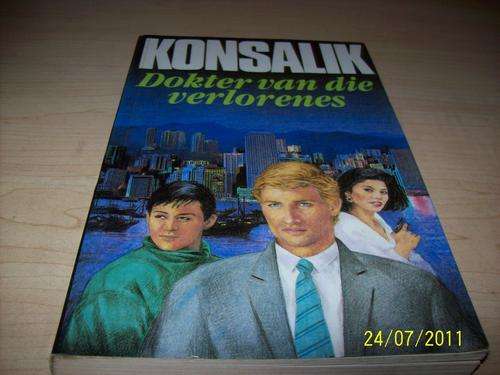 KONSALIK
Dokter van die
verlorenes
24/07/2011